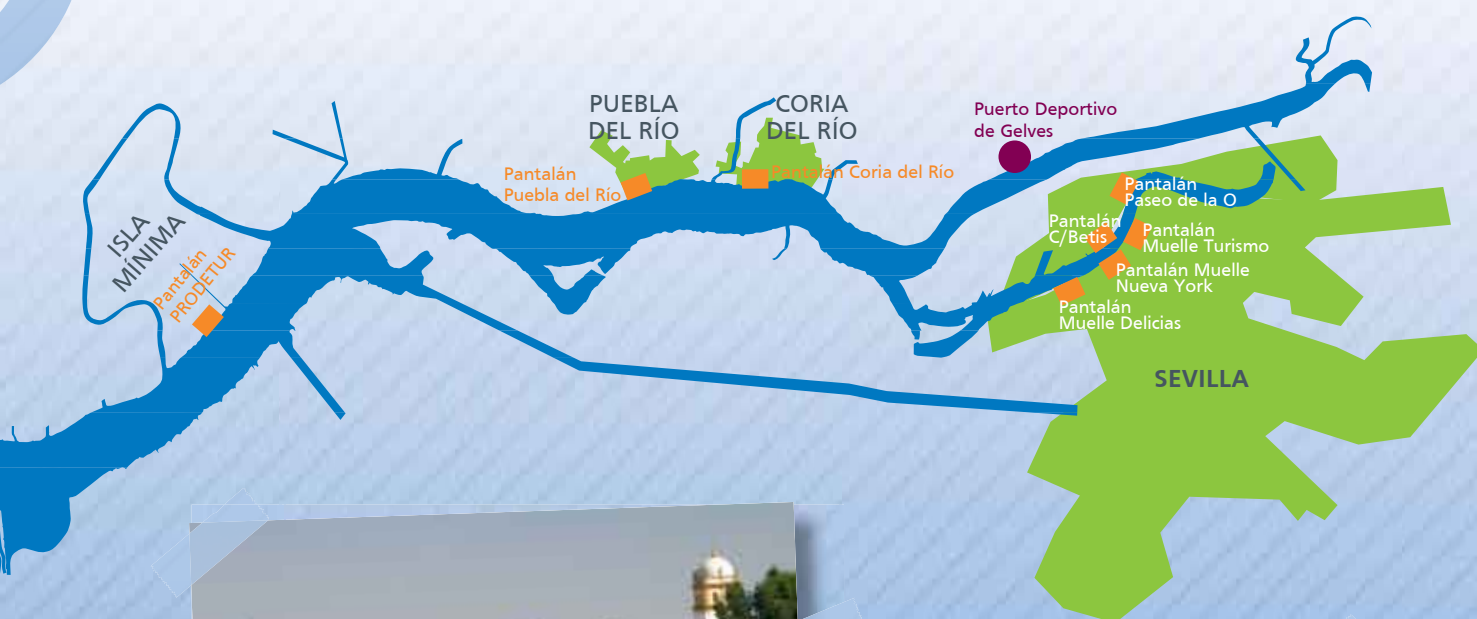 PUEBLA
DEL RÍO
CORIA
DEL RÍO
Puerto Deportivo
de Gelves
Pantalán
Puebla del Río
Pantalán Coria del Río
Pantalán
Paseo de la O
Pantalán
C/Betis
Pantalán
Muelle Turismo
Pantalán Muelle
Nueva York
Pantalán
Muelle Delicias
ISLA
MÍNIMA
Pantalán
PRODETUR
SEVILLA